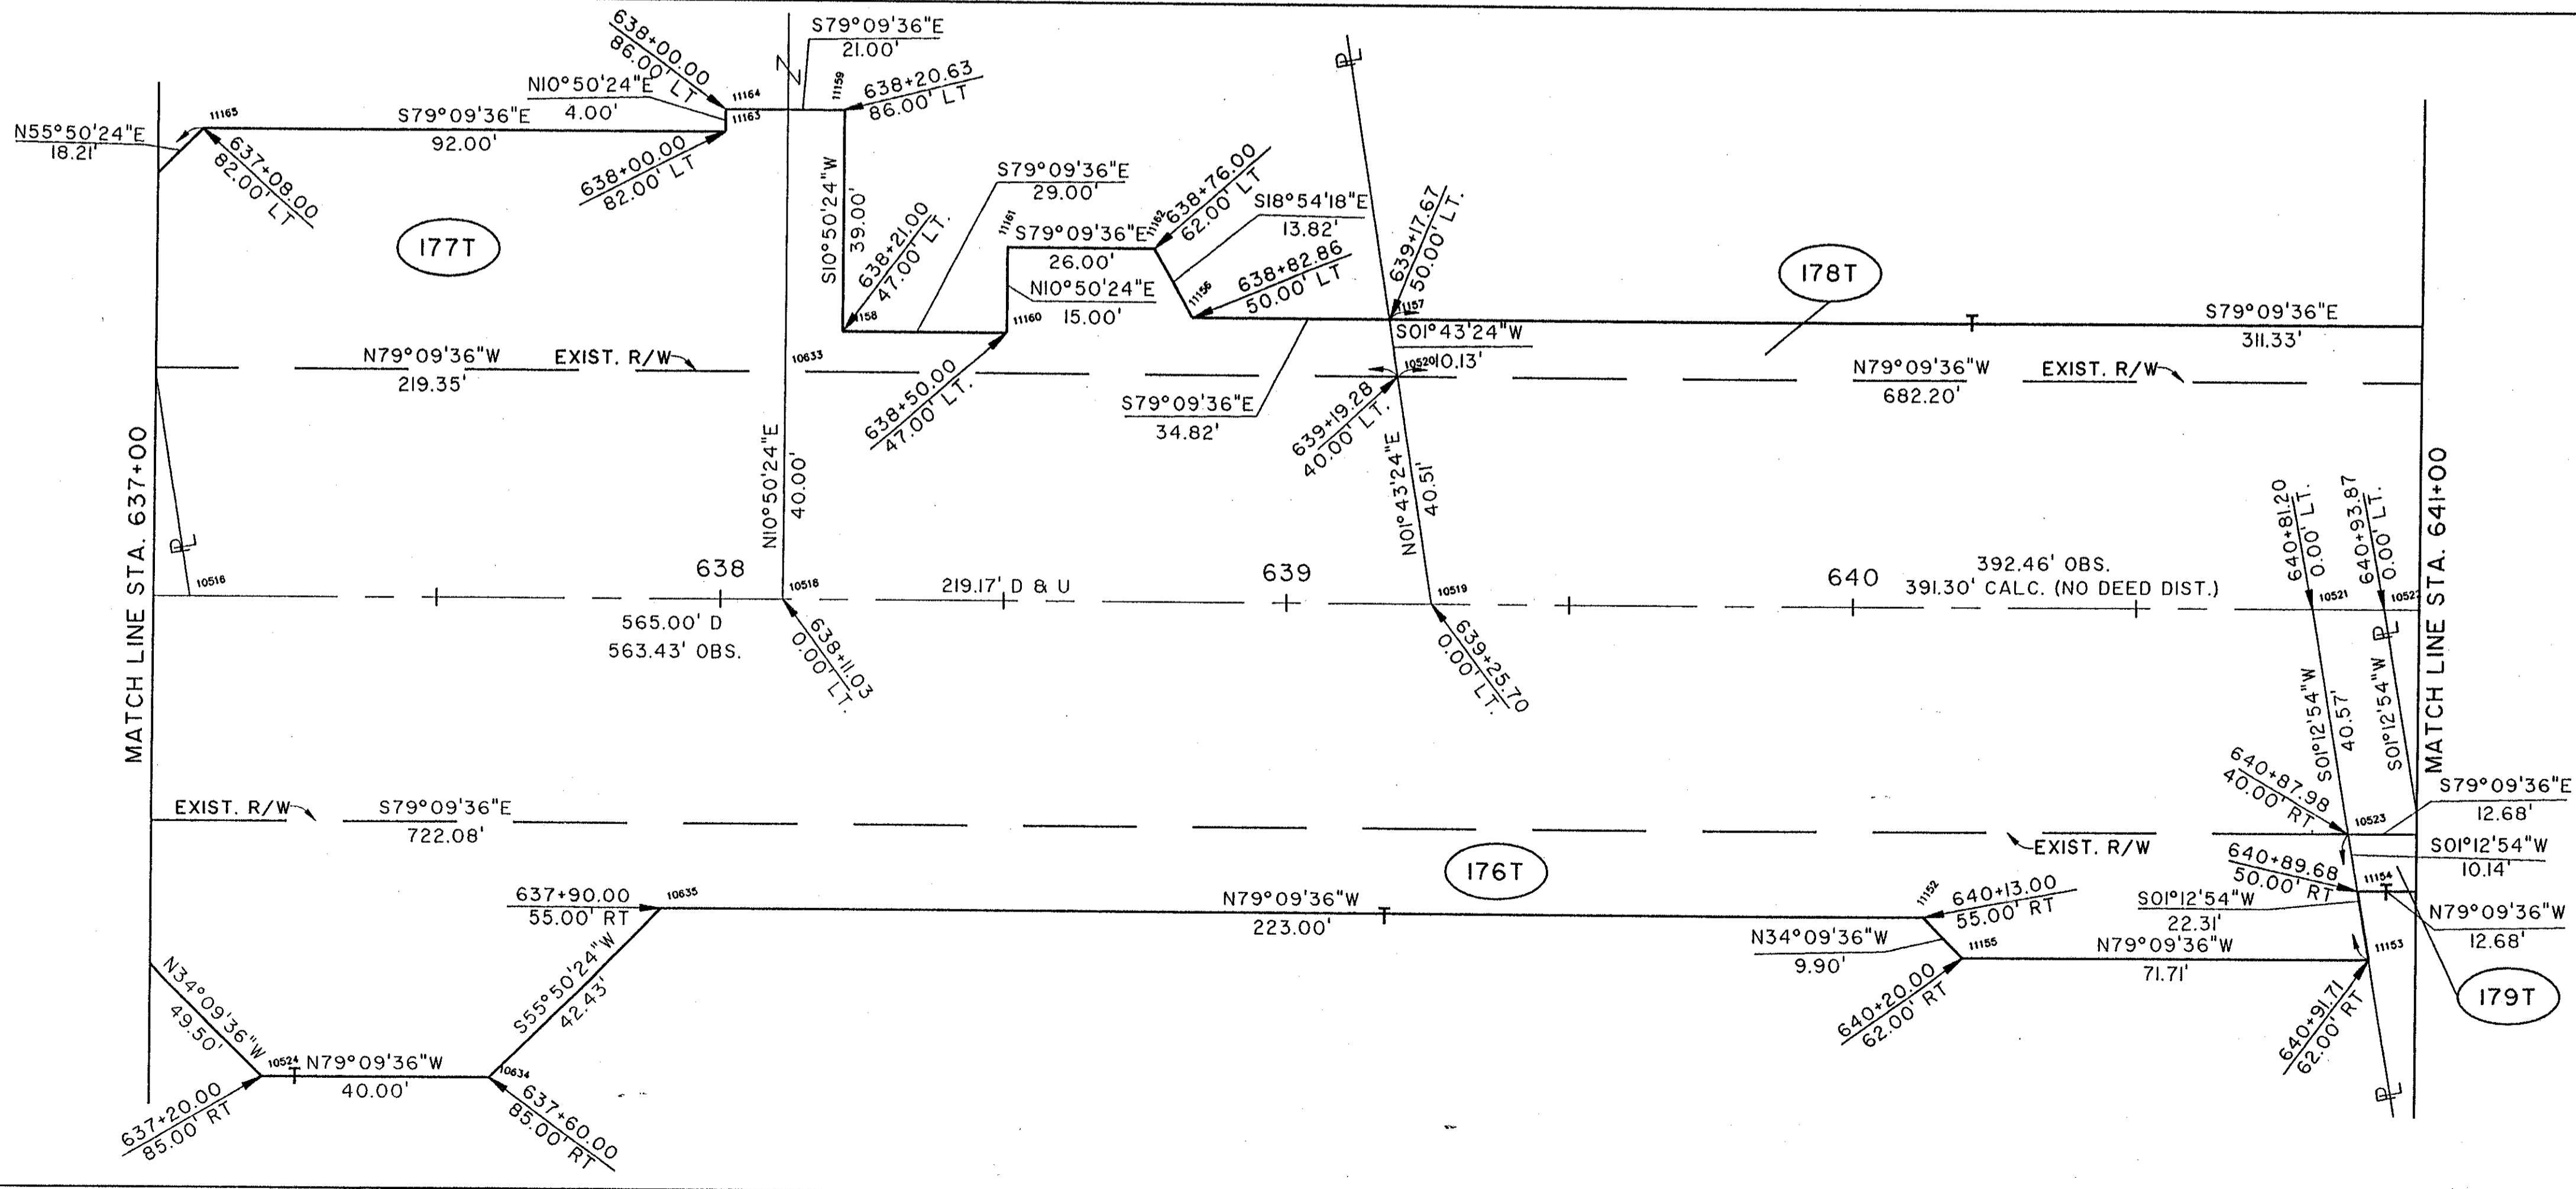 638+00.00
86.00' LT
S79°09'36"E
21.00'
N10°50'24"E
4.00'
11164
11163
11159
638+20.63
86.00' LT
11165
N55°50'24"E
18.21'
S79°09'36"E
92.00'
637+08.00
82.00' LT
638+00.00
82.00' LT
177T
S10°50'24"W
39.00'
638+21.00
47.00' LT.
S79°09'36"E
29.00'
11161
S79°09'36"E
26.00'
11162
638+76.00
62.00' LT
S18°54'18"E
13.82'
N10°50'24"E
15.00'
11160
11156
638+82.86
50.00' LT
PL
639+17.67
50.00' LT.
1157
1158
178T
S79°09'36"E
311.33'
S01°43'24"W
10.13'
10520
N79°09'36"W
219.35'
EXIST. R/W
10633
638+50.00
47.00' LT.
S79°09'36"E
34.82'
639+19.28
40.00' LT.
N79°09'36"W
682.20'
EXIST. R/W
MATCH LINE STA. 637+00
PL
10516
N10°50'24"E
40.00'
N01°43'24"E
40.51'
638
565.00' D
563.43' OBS.
10518
638+11.03
0.00' LT.
219.17' D & U
639
10519
639+25.70
0.00' LT.
640
392.46' OBS.
391.30' CALC. (NO DEED DIST.)
640+81.20
0.00' LT.
640+93.87
0.00' LT.
10521
1052
PL
S01°12'54"W
40.57'
S01°12'54"W
MATCH LINE STA. 641+00
EXIST. R/W
S79°09'36"E
722.08'
640+87.98
40.00' RT.
10523
S79°09'36"E
12.68'
EXIST. R/W
S01°12'54"W
10.14'
176T
640+89.68
50.00' RT
11154
637+90.00
55.00' RT
10635
N79°09'36"W
223.00'
11152
640+13.00
55.00' RT
S01°12'54"W
22.31'
N79°09'36"W
12.68'
N34°09'36"W
9.90'
11155
N79°09'36"W
71.71'
11153
N34°09'36"W
49.50'
S55°50'24"W
42.43'
640+20.00
62.00' RT
640+91.71
62.00' RT
179T
10524
N79°09'36"W
40.00'
10634
637+20.00
85.00' RT
637+60.00
85.00' RT
PL